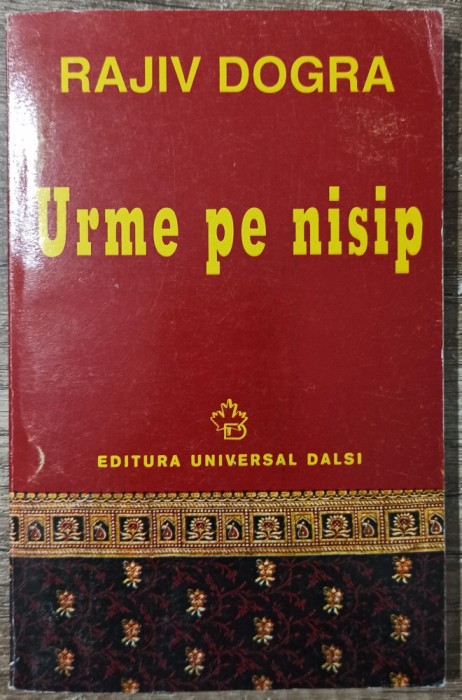 RAJIV DOGRA
Urme pe nisip
EDITURA UNIVERSAL DALSI